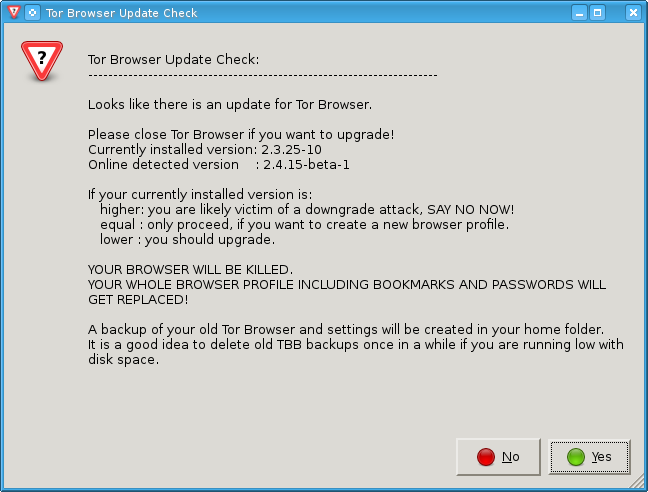 Tor Browser Update Check
?
Tor Browser Update Check:
----------------------------------------------------------------------
Looks like there is an update for Tor Browser.
Please close Tor Browser if you want to upgrade!
Currently installed version: 2.3.25-10
Online detected version    : 2.4.15-beta-1
If your currently installed version is:
higher: you are likely victim of a downgrade attack, SAY NO NOW!
equal : only proceed, if you want to create a new browser profile.
lower : you should upgrade.
YOUR BROWSER WILL BE KILLED.
YOUR WHOLE BROWSER PROFILE INCLUDING BOOKMARKS AND PASSWORDS WILL
GET REPLACED!
A backup of your old Tor Browser and settings will be created in your home folder.
It is a good idea to delete old TBB backups once in a while if you are running low with
disk space.
No
Yes